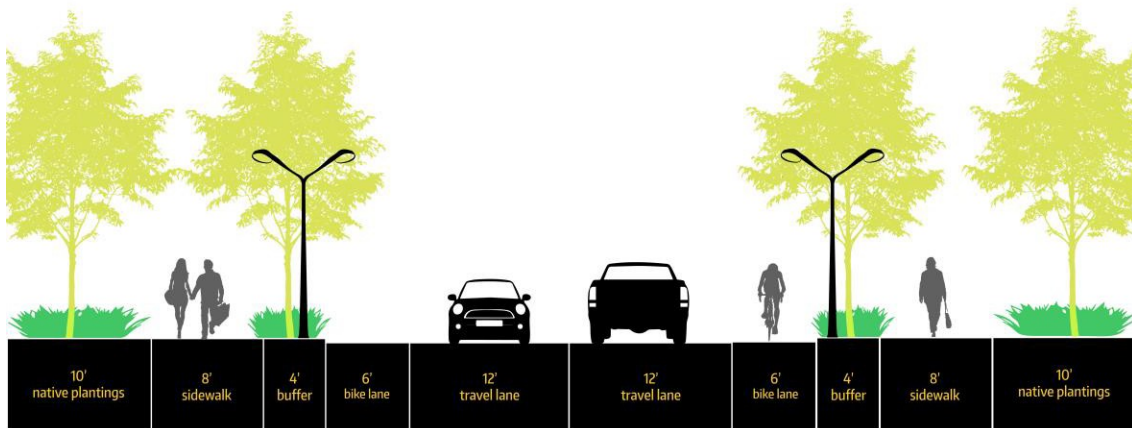 10'
native plantings
8'
sidewalk
4'
buffer
6'
bike lane
12'
travel lane
12'
travel lane
6'
bike lane
4'
buffer
8'
sidewalk
10'
native plantings